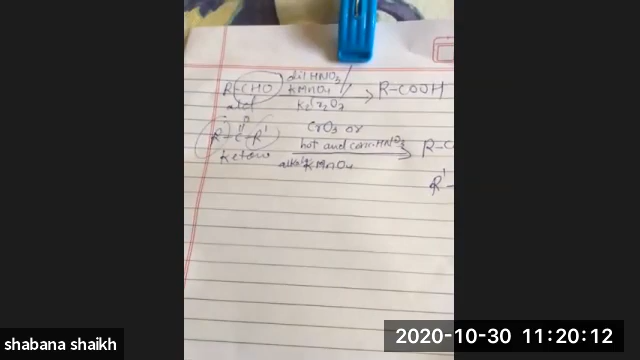 dil HNO3/
R-CHO KMnO4/ → R-COOH
ald K2Cr2O7
O CrO3 or
R-C-R' hot and conc. HNO3 → R-C
ketone KMnO4
R'-
shabana shaikh
2020-10-30 11:20:12